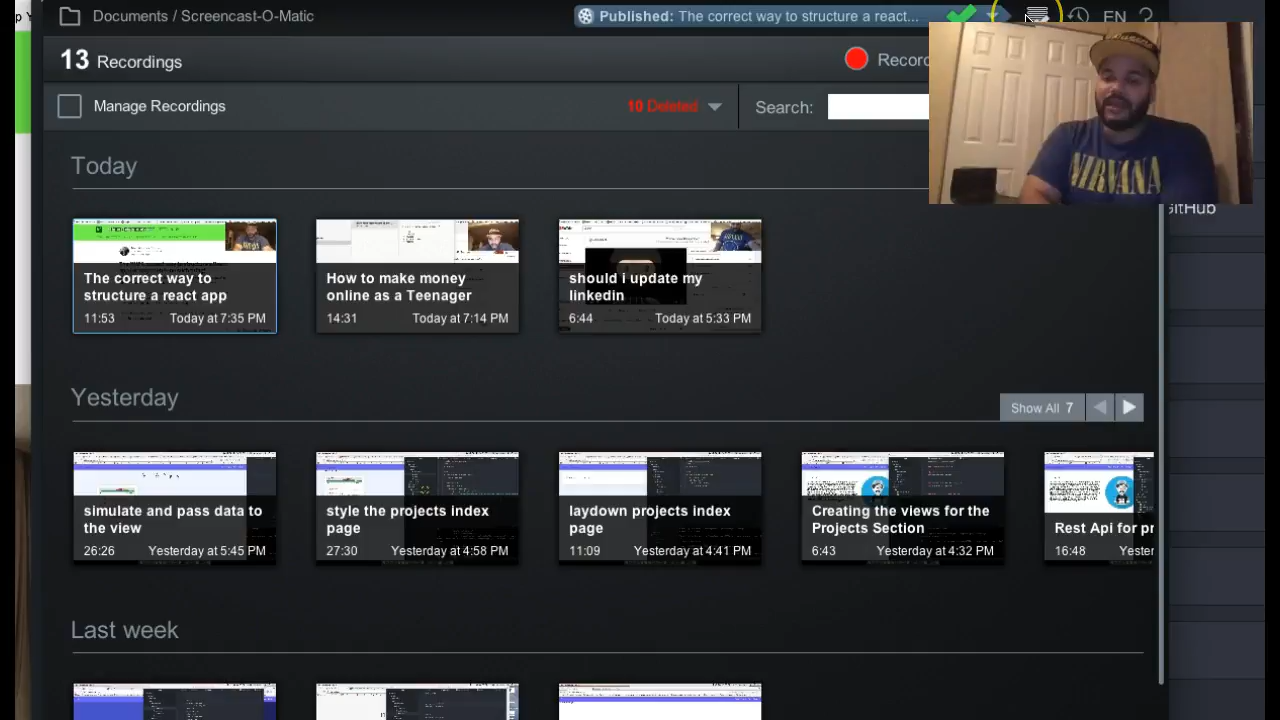 Documents / Screencast-O-Matic
Published: The correct way to structure a react...
EN ?
13 Recordings
Manage Recordings
10 Deleted
Search:
NIRVANA
Today
The correct way to structure a react app
11:53 Today at 7:35 PM
How to make money online as a Teenager
14:31 Today at 7:14 PM
should i update my linkedin
6:44 Today at 5:33 PM
Yesterday
Show All 7
simulate and pass data to the view
26:26 Yesterday at 5:45 PM
style the projects index page
27:30 Yesterday at 4:58 PM
laydown projects index page
11:09 Yesterday at 4:41 PM
Creating the views for the Projects Section
6:43 Yesterday at 4:32 PM
Rest Api for
16:48
Last week